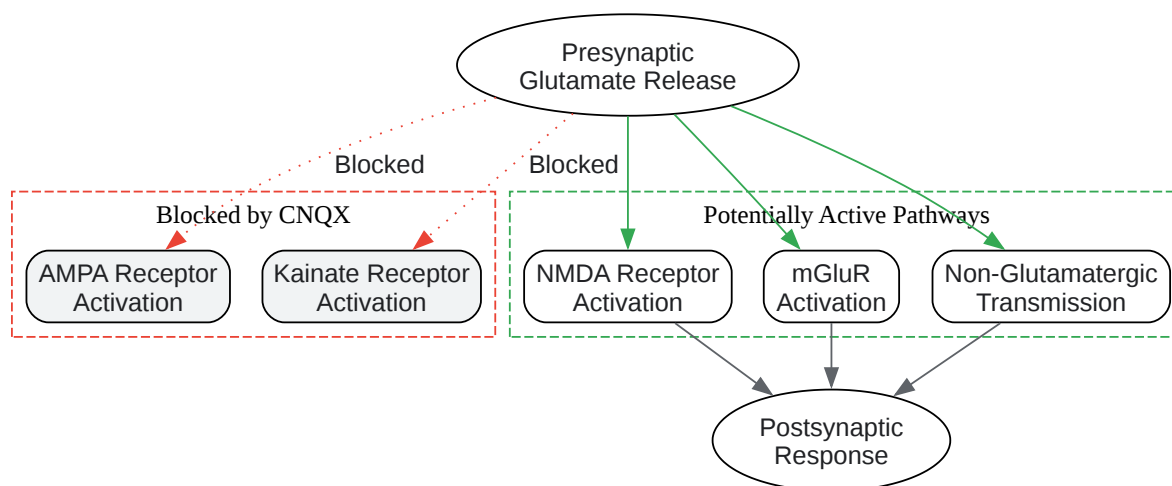 Presynaptic
Glutamate Release
Blocked
Blocked
Blocked by CNQX
Potentially Active Pathways
AMPA Receptor
Activation
Kainate Receptor
Activation
NMDA Receptor
Activation
mGluR
Activation
Non-Glutamatergic
Transmission
Postsynaptic
Response